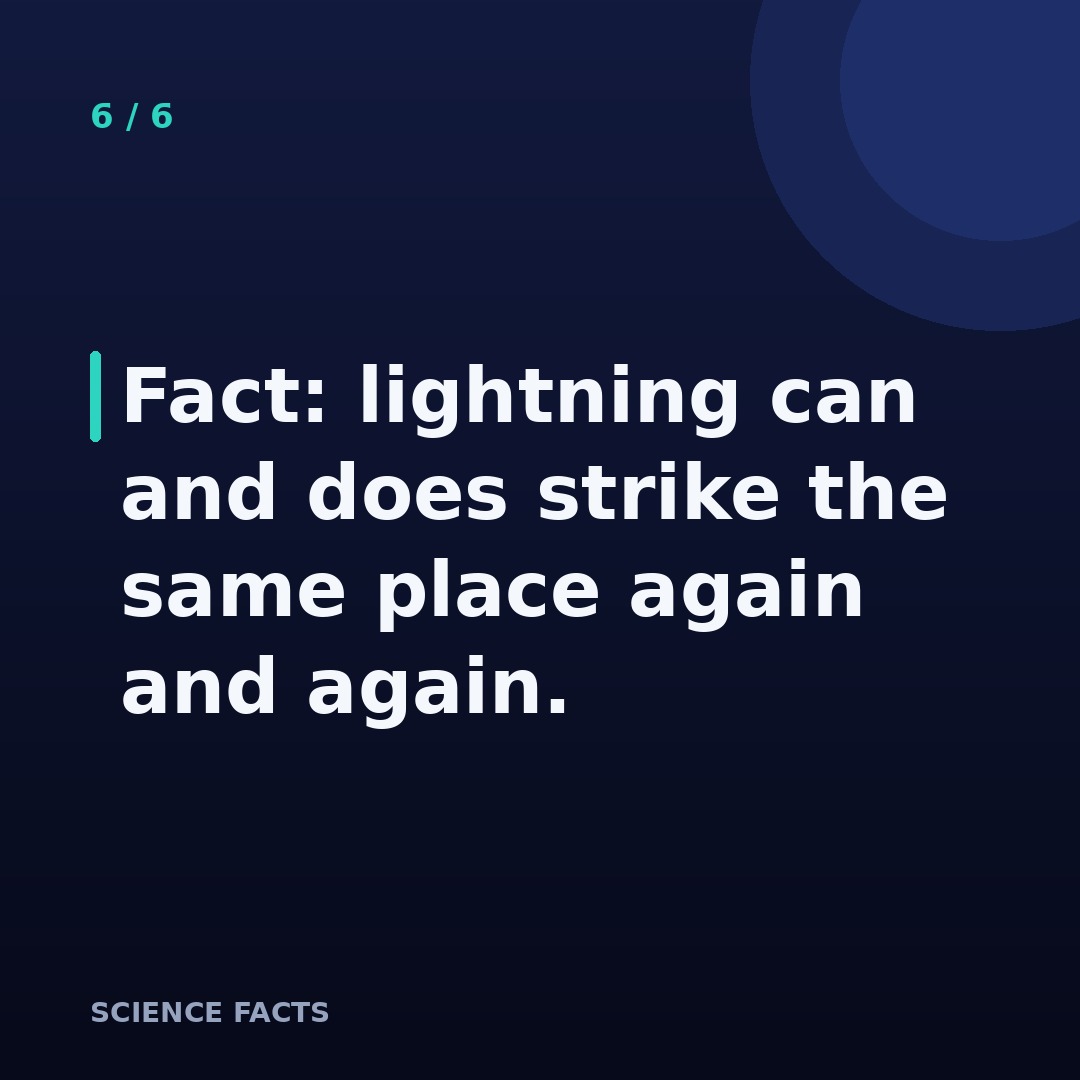 6 / 6
Fact: lightning can
and does strike the
same place again
and again.
SCIENCE FACTS